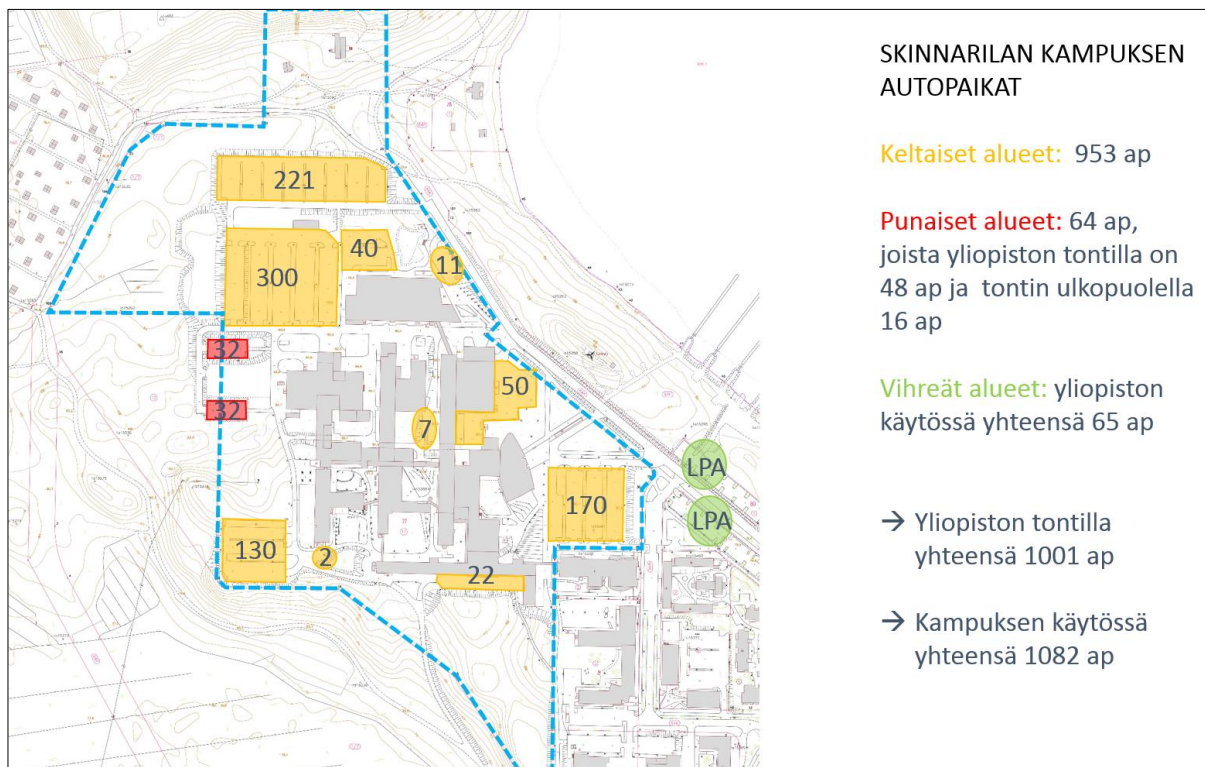 SKINNARILAN KAMPUKSEN
AUTOPAIKAT
Keltaiset alueet: 953 ap
Punaiset alueet: 64 ap,
joista yliopiston tontilla on
48 ap ja tontin ulkopuolella
16 ap
Vihreät alueet: yliopiston
käytössä yhteensä 65 ap
→ Yliopiston tontilla
yhteensä 1001 ap
→ Kampuksen käytössä
yhteensä 1082 ap
221
40
11
300
32
50
32
7
LPA
170
LPA
130
2
22